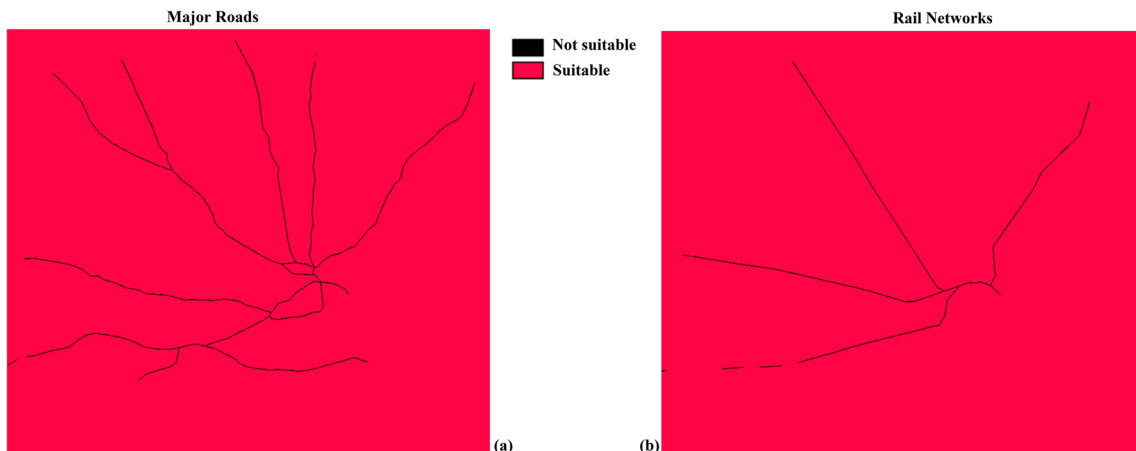 Major Roads
Rail Networks
Not suitable
Suitable
(a)
(b)